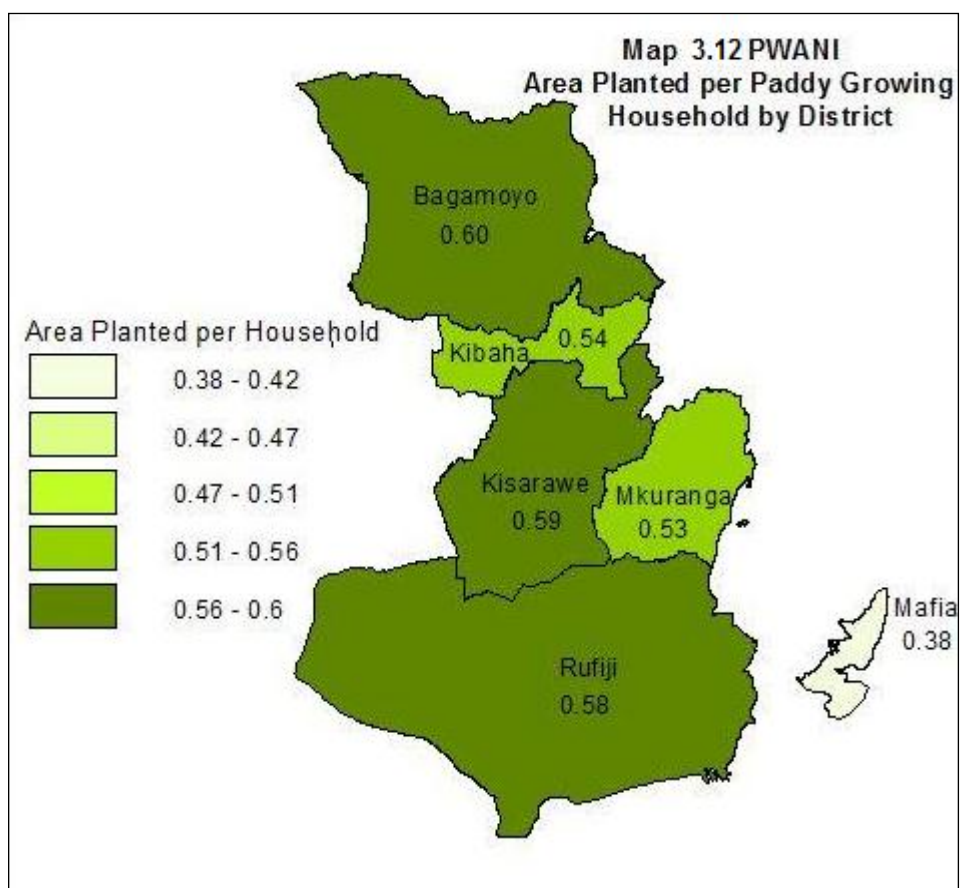 Map 3.12 PWANI
Area Planted per Paddy Growing
Household by District
Bagamoyo
0.60
Area Planted per Household
0.38 - 0.42
0.42 - 0.47
0.47 - 0.51
0.51 - 0.56
0.56 - 0.6
0.54
Kibaha
Kisarawe
0.59
Mkuranga
0.53
Mafia
0.38
Rufiji
0.58